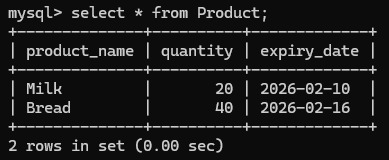 mysql> select * from Product;
+--------------+----------+-------------+
| product_name | quantity | expiry_date |
+--------------+----------+-------------+
| Milk         |       20 | 2026-02-10  |
| Bread        |       40 | 2026-02-16  |
+--------------+----------+-------------+
2 rows in set (0.00 sec)